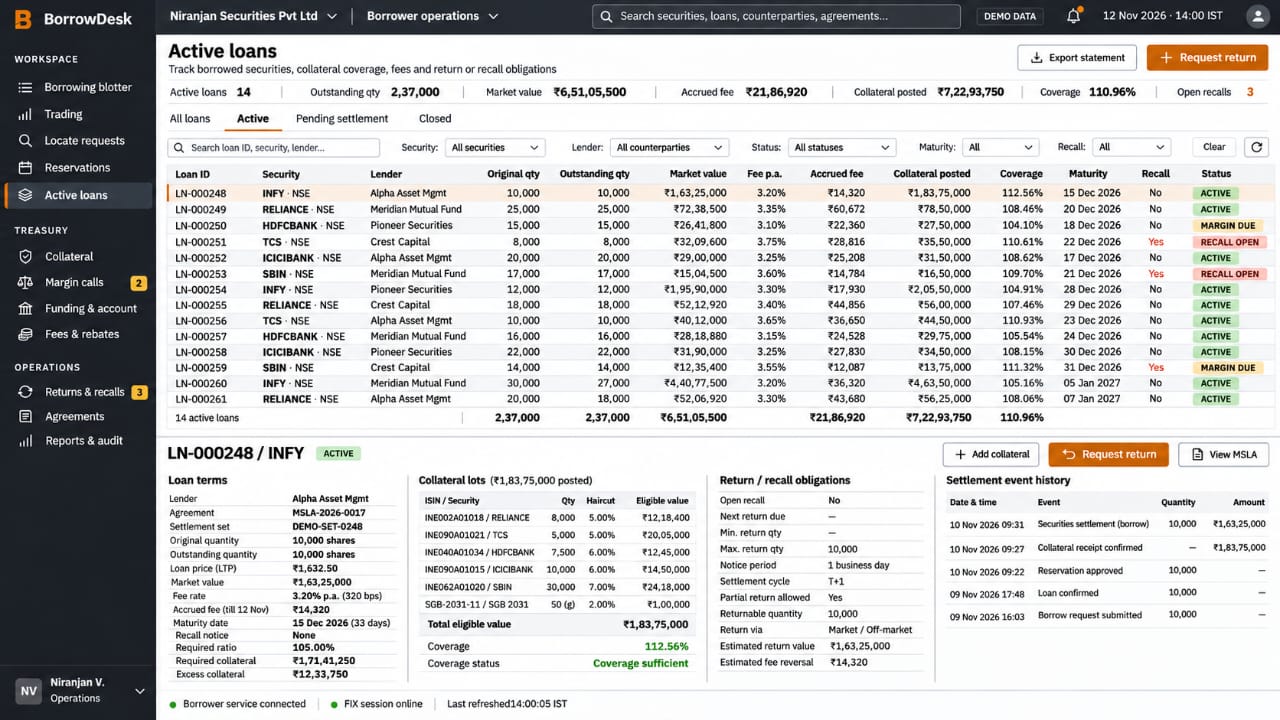 BorrowDesk
Niranjan Securities Pvt Ltd
Borrower operations
Search securities, loans, counterparties, agreements...
DEMO DATA
12 Nov 2026 · 14:00 IST
WORKSPACE
Borrowing blotter
Trading
Locate requests
Reservations
Active loans
TREASURY
Collateral
Margin calls 2
Funding & account
Fees & rebates
OPERATIONS
Returns & recalls 3
Agreements
Reports & audit
NV
Niranjan V.
Operations
Active loans
Track borrowed securities, collateral coverage, fees and return or recall obligations
Export statement
Request return
Active loans 14 Outstanding qty 2,37,000 Market value ₹6,51,05,500 Accrued fee ₹21,86,920 Collateral posted ₹7,22,93,750 Coverage 110.96% Open recalls 3
All loans Active Pending settlement Closed
Search loan ID, security, lender... Security: All securities Lender: All counterparties Status: All statuses Maturity: All Recall: All Clear
Loan ID Security Lender Original qty Outstanding qty Market value Fee p.a. Accrued fee Collateral posted Coverage Maturity Recall Status
LN-000248 INFY · NSE Alpha Asset Mgmt 10,000 10,000 ₹1,63,25,000 3.20% ₹14,320 ₹1,83,75,000 112.56% 15 Dec 2026 No ACTIVE
LN-000249 RELIANCE · NSE Meridian Mutual Fund 25,000 25,000 ₹72,38,500 3.35% ₹60,672 ₹78,50,000 108.46% 20 Dec 2026 No ACTIVE
LN-000250 HDFCBANK · NSE Pioneer Securities 15,000 15,000 ₹26,41,800 3.10% ₹22,360 ₹27,50,000 104.10% 18 Dec 2026 No MARGIN DUE
LN-000251 TCS · NSE Crest Capital 8,000 8,000 ₹32,09,600 3.75% ₹28,816 ₹35,50,000 110.61% 22 Dec 2026 Yes RECALL OPEN
LN-000252 ICICIBANK · NSE Alpha Asset Mgmt 20,000 20,000 ₹29,00,000 3.25% ₹25,208 ₹31,50,000 108.62% 17 Dec 2026 No ACTIVE
LN-000253 SBIN · NSE Meridian Mutual Fund 17,000 17,000 ₹15,04,500 3.60% ₹14,784 ₹16,50,000 109.70% 21 Dec 2026 Yes RECALL OPEN
LN-000254 INFY · NSE Pioneer Securities 12,000 12,000 ₹1,95,90,000 3.30% ₹17,930 ₹2,05,50,000 104.91% 28 Dec 2026 No ACTIVE
LN-000255 RELIANCE · NSE Crest Capital 18,000 18,000 ₹52,12,920 3.40% ₹44,856 ₹56,00,000 107.46% 29 Dec 2026 No ACTIVE
LN-000256 TCS · NSE Alpha Asset Mgmt 10,000 10,000 ₹40,12,000 3.65% ₹36,650 ₹44,50,000 110.93% 23 Dec 2026 No ACTIVE
LN-000257 HDFCBANK · NSE Meridian Mutual Fund 16,000 16,000 ₹28,18,880 3.15% ₹24,528 ₹29,75,000 105.54% 24 Dec 2026 No ACTIVE
LN-000258 ICICIBANK · NSE Pioneer Securities 22,000 22,000 ₹31,90,000 3.25% ₹27,830 ₹34,50,000 108.15% 30 Dec 2026 No ACTIVE
LN-000259 SBIN · NSE Crest Capital 14,000 14,000 ₹12,35,400 3.55% ₹12,087 ₹13,75,000 111.32% 31 Dec 2026 Yes MARGIN DUE
LN-000260 INFY · NSE Meridian Mutual Fund 30,000 27,000 ₹4,40,77,500 3.20% ₹36,320 ₹4,63,50,000 105.16% 05 Jan 2027 No ACTIVE
LN-000261 RELIANCE · NSE Alpha Asset Mgmt 20,000 18,000 ₹52,06,920 3.30% ₹43,680 ₹56,25,000 108.06% 07 Jan 2027 No ACTIVE
14 active loans 2,37,000 2,37,000 ₹6,51,05,500 ₹21,86,920 ₹7,22,93,750 110.96%
LN-000248 / INFY ACTIVE
Add collateral
Request return
View MSLA
Loan terms
Lender Alpha Asset Mgmt
Agreement MSLA-2026-0017
Settlement set DEMO-SET-0248
Original quantity 10,000 shares
Outstanding quantity 10,000 shares
Loan price (LTP) ₹1,632.50
Market value ₹1,63,25,000
Fee rate 3.20% p.a. (320 bps)
Accrued fee (till 12 Nov) ₹14,320
Maturity date 15 Dec 2026 (33 days)
Recall notice None
Required ratio 105.00%
Required collateral ₹1,71,41,250
Excess collateral ₹12,33,750
Collateral lots (₹1,83,75,000 posted)
ISIN / Security Qty Haircut Eligible value
INE002A01018 / RELIANCE 8,000 5.00% ₹12,18,400
INE090A01021 / TCS 5,000 5.00% ₹20,05,000
INE040A01034 / HDFCBANK 7,500 6.00% ₹12,45,000
INE090A01015 / ICICIBANK 10,000 6.00% ₹14,50,000
INE062A01020 / SBIN 30,000 7.00% ₹24,18,000
SGB-2031-11 / SGB 2031 50 (g) 2.00% ₹1,00,000
Total eligible value ₹1,83,75,000
Coverage 112.56%
Coverage status Coverage sufficient
Return / recall obligations
Open recall No
Next return due —
Min. return qty —
Max. return qty 10,000
Notice period 1 business day
Settlement cycle T+1
Partial return allowed Yes
Returnable quantity 10,000
Return via Market / Off-market
Estimated return value ₹1,63,25,000
Estimated fee reversal ₹14,320
Settlement event history
Date & time Event Quantity Amount
10 Nov 2026 09:31 Securities settlement (borrow) 10,000 ₹1,63,25,000
10 Nov 2026 09:27 Collateral receipt confirmed — ₹1,83,75,000
10 Nov 2026 09:22 Reservation approved 10,000 —
09 Nov 2026 17:48 Loan confirmed 10,000 —
09 Nov 2026 16:03 Borrow request submitted 10,000 —
Borrower service connected
FIX session online
Last refreshed14:00:05 IST